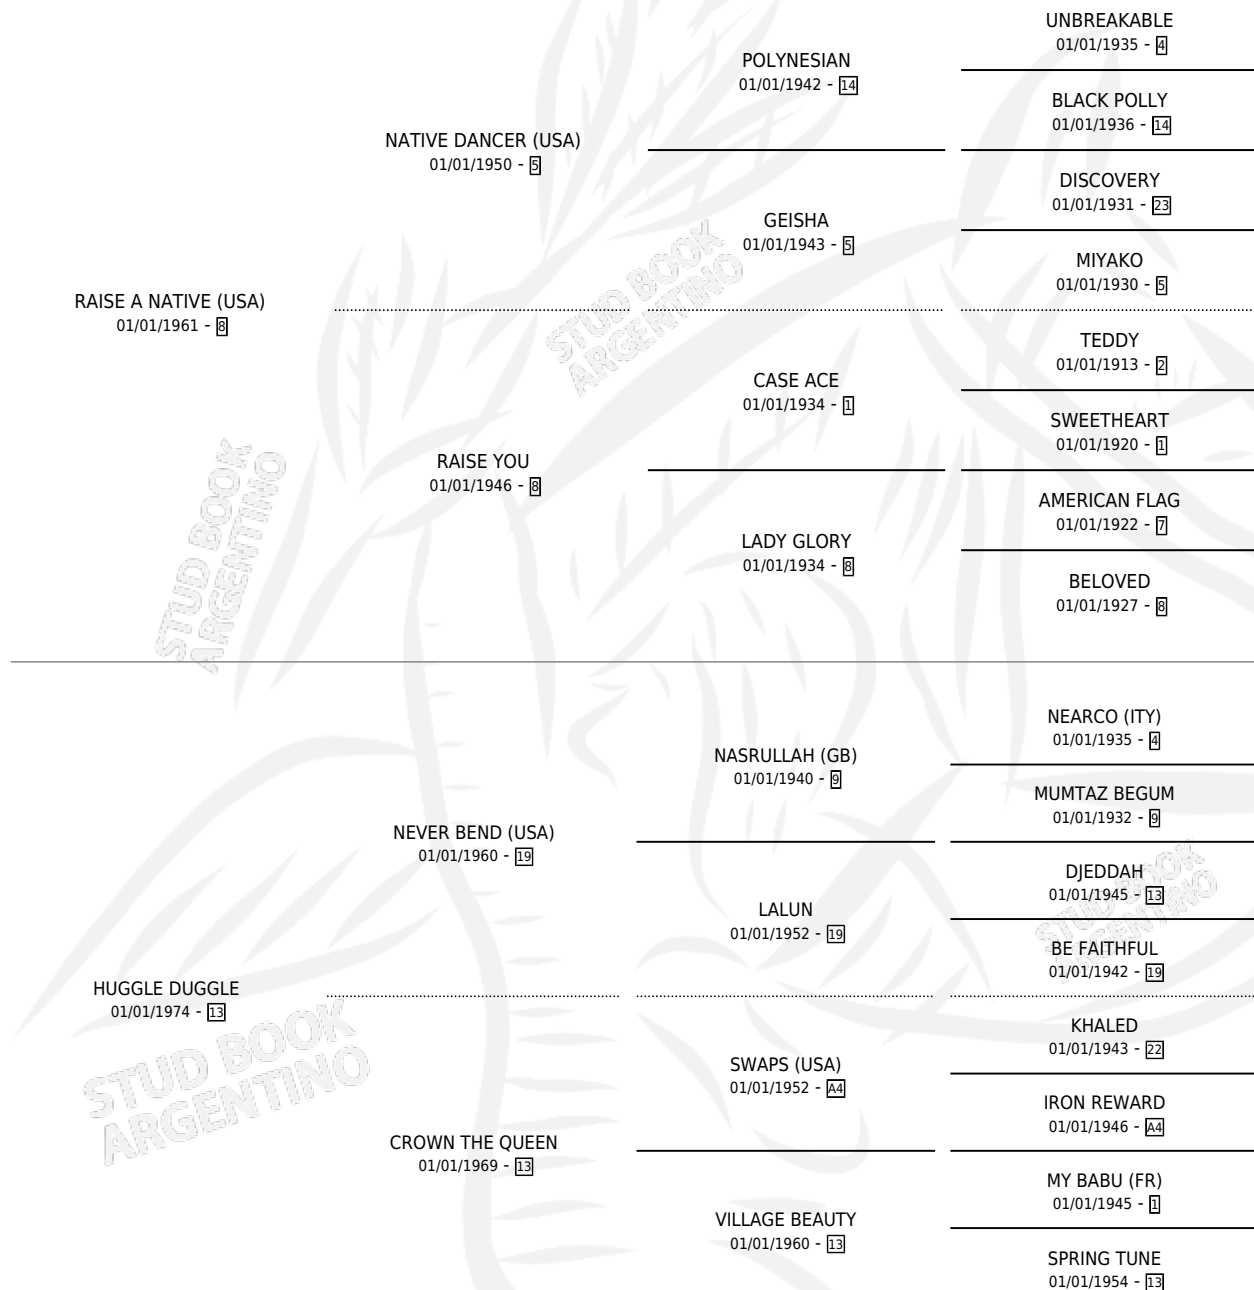 UNBREAKABLE
01/01/1935 - 4
POLYNESIAN
01/01/1942 - 14
BLACK POLLY
01/01/1936 - 14
NATIVE DANCER (USA)
01/01/1950 - 5
DISCOVERY
01/01/1931 - 23
GEISHA
01/01/1943 - 5
MIYAKO
01/01/1930 - 5
RAISE A NATIVE (USA)
01/01/1961 - 8
TEDDY
01/01/1913 - 2
CASE ACE
01/01/1934 - 1
SWEETHEART
01/01/1920 - 1
RAISE YOU
01/01/1946 - 8
AMERICAN FLAG
01/01/1922 - 7
LADY GLORY
01/01/1934 - 8
BELOVED
01/01/1927 - 8
NEARCO (ITY)
01/01/1935 - 4
NASRULLAH (GB)
01/01/1940 - 9
MUMTAZ BEGUM
01/01/1932 - 9
NEVER BEND (USA)
01/01/1960 - 19
DJEDDAH
01/01/1945 - 13
LALUN
01/01/1952 - 19
BE FAITHFUL
01/01/1942 - 19
HUGGLE DUGGLE
01/01/1974 - 13
KHALED
01/01/1943 - 22
SWAPS (USA)
01/01/1952 - A4
IRON REWARD
01/01/1946 - A4
CROWN THE QUEEN
01/01/1969 - 13
MY BABU (FR)
01/01/1945 - 1
VILLAGE BEAUTY
01/01/1960 - 13
SPRING TUNE
01/01/1954 - 13
STUD BOOK
ARGENTINO
STUD BOOK
ARGENTINO
STUD BOOK
ARGENTINO
STUD BOOK
ARGENTINO